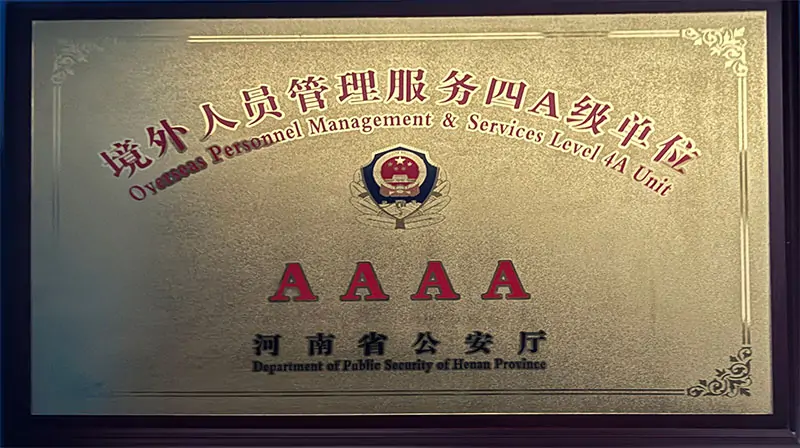 境外人员管理服务四A级单位
Overseas Personnel Management & Services Level 4A Unit
AAAA
河南省公安厅
Department of Public Security of Henan Province